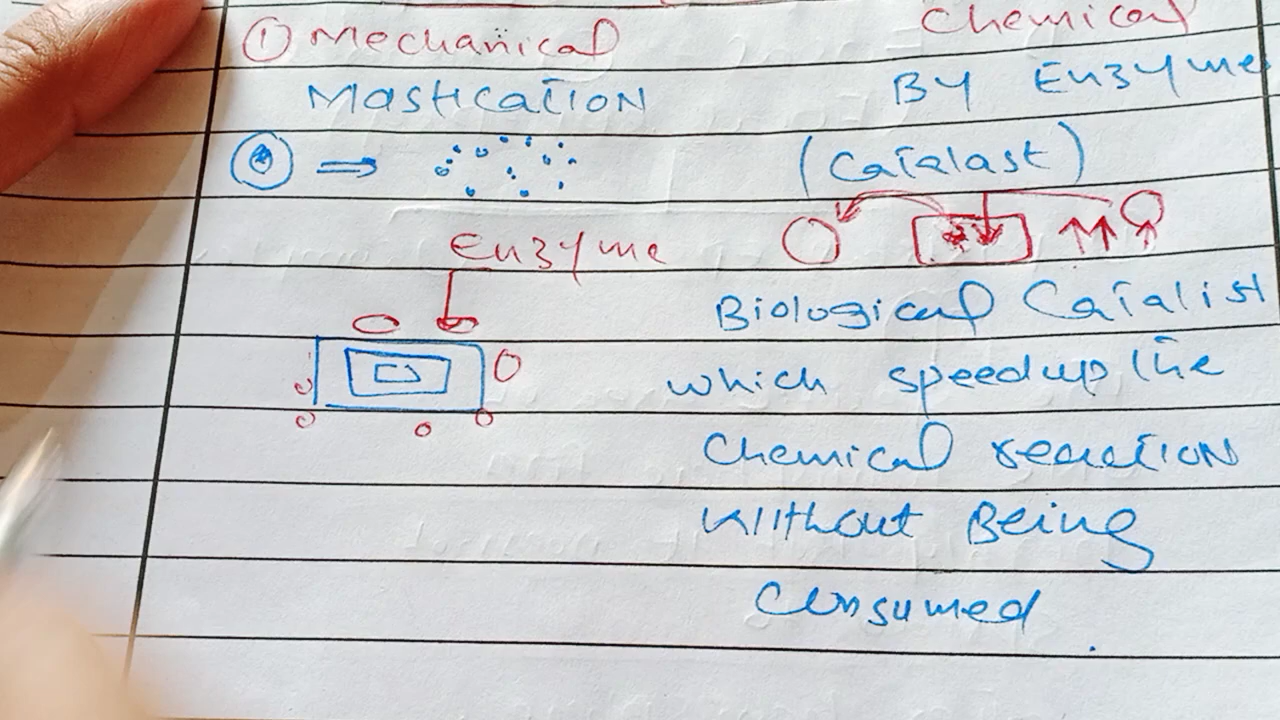 ① Mechanical
Mastication
Enzyme
Chemical
By Enzyme
(Catalast)
Biological Catalist
which speedup the
Chemical reaction
Without Being
Consumed.